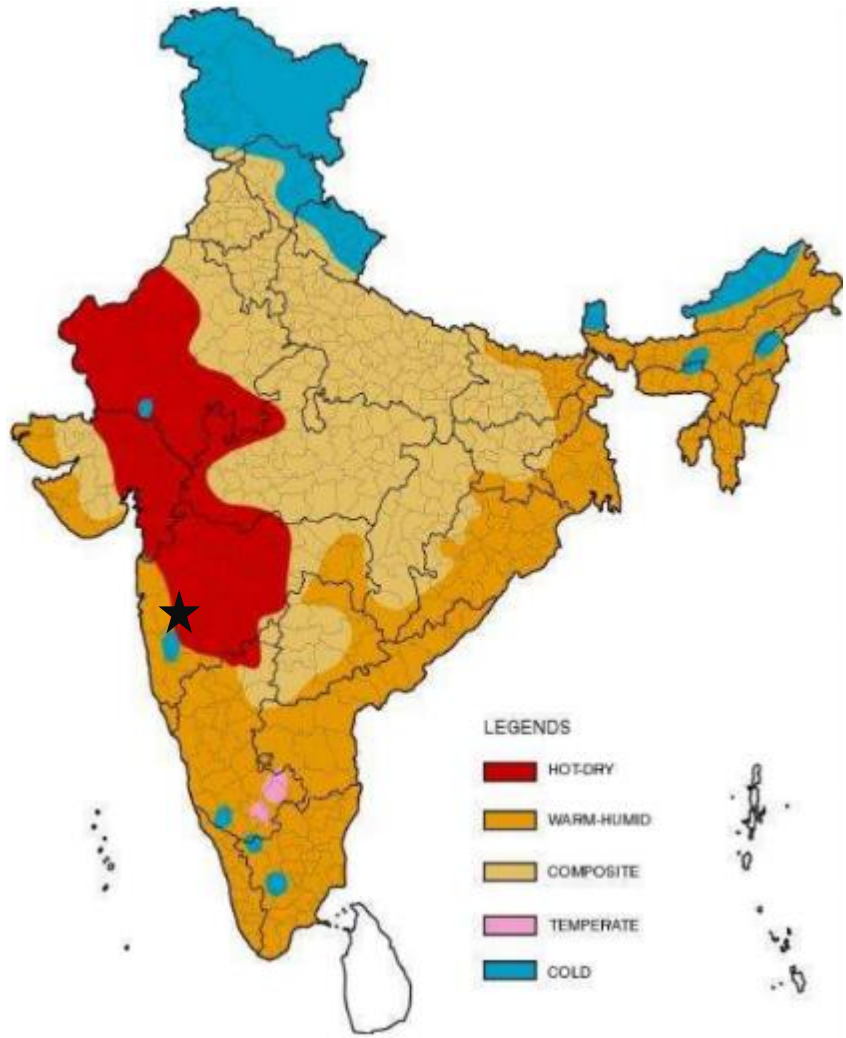 LEGENDS
HOT-DRY
WARM-HUMID
COMPOSITE
TEMPERATE
COLD